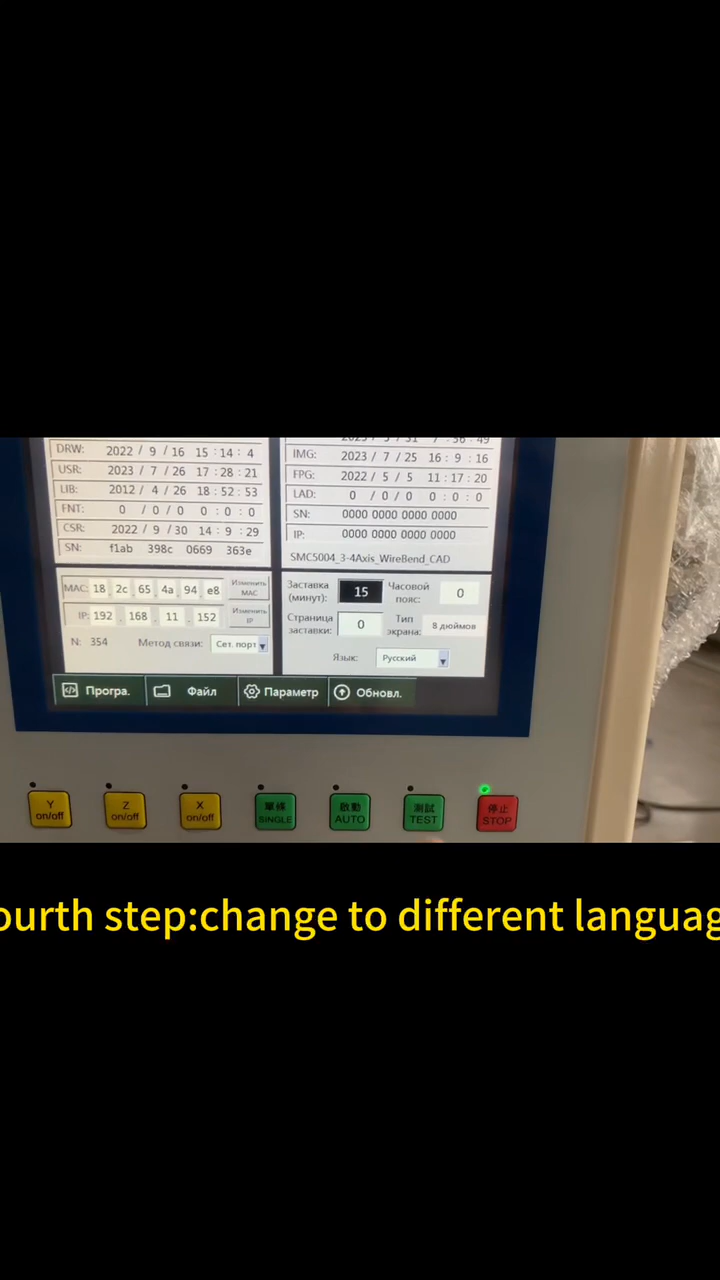 DRW: 2022 / 9 / 16 15 : 14 : 4
USR: 2023 / 7 / 26 17 : 28 : 21
LIB: 2012 / 4 / 26 18 : 52 : 53
FNT: 0 / 0 / 0 0 : 0 : 0
CSR: 2022 / 9 / 30 14 : 9 : 29
SN: f1ab 398c 0669 363e
IMG: 2023 / 7 / 25 16 : 9 : 16
FPG: 2022 / 5 / 5 11 : 17 : 20
LAD: 0 / 0 / 0 0 : 0 : 0
SN: 0000 0000 0000 0000
IP: 0000 0000 0000 0000
SMC5004_3-4Axis_WireBend_CAD
MAC: 18 . 2c . 65 . 4a . 94 . e8 Изменить
MAC
IP: 192 . 168 . 11 . 152 Изменить
IP
N: 354 Метод связи: Сет. порт
Заставка
(минут): 15
Часовой
пояс: 0
Страница
заставки: 0
Тип
экрана: 8 дюймов
Язык: Русский
Програ. Файл Параметр Обновл.
Y
on/off
Z
on/off
X
on/off
單條
SINGLE
啟動
AUTO
測試
TEST
停止
STOP
ourth step:change to different languag